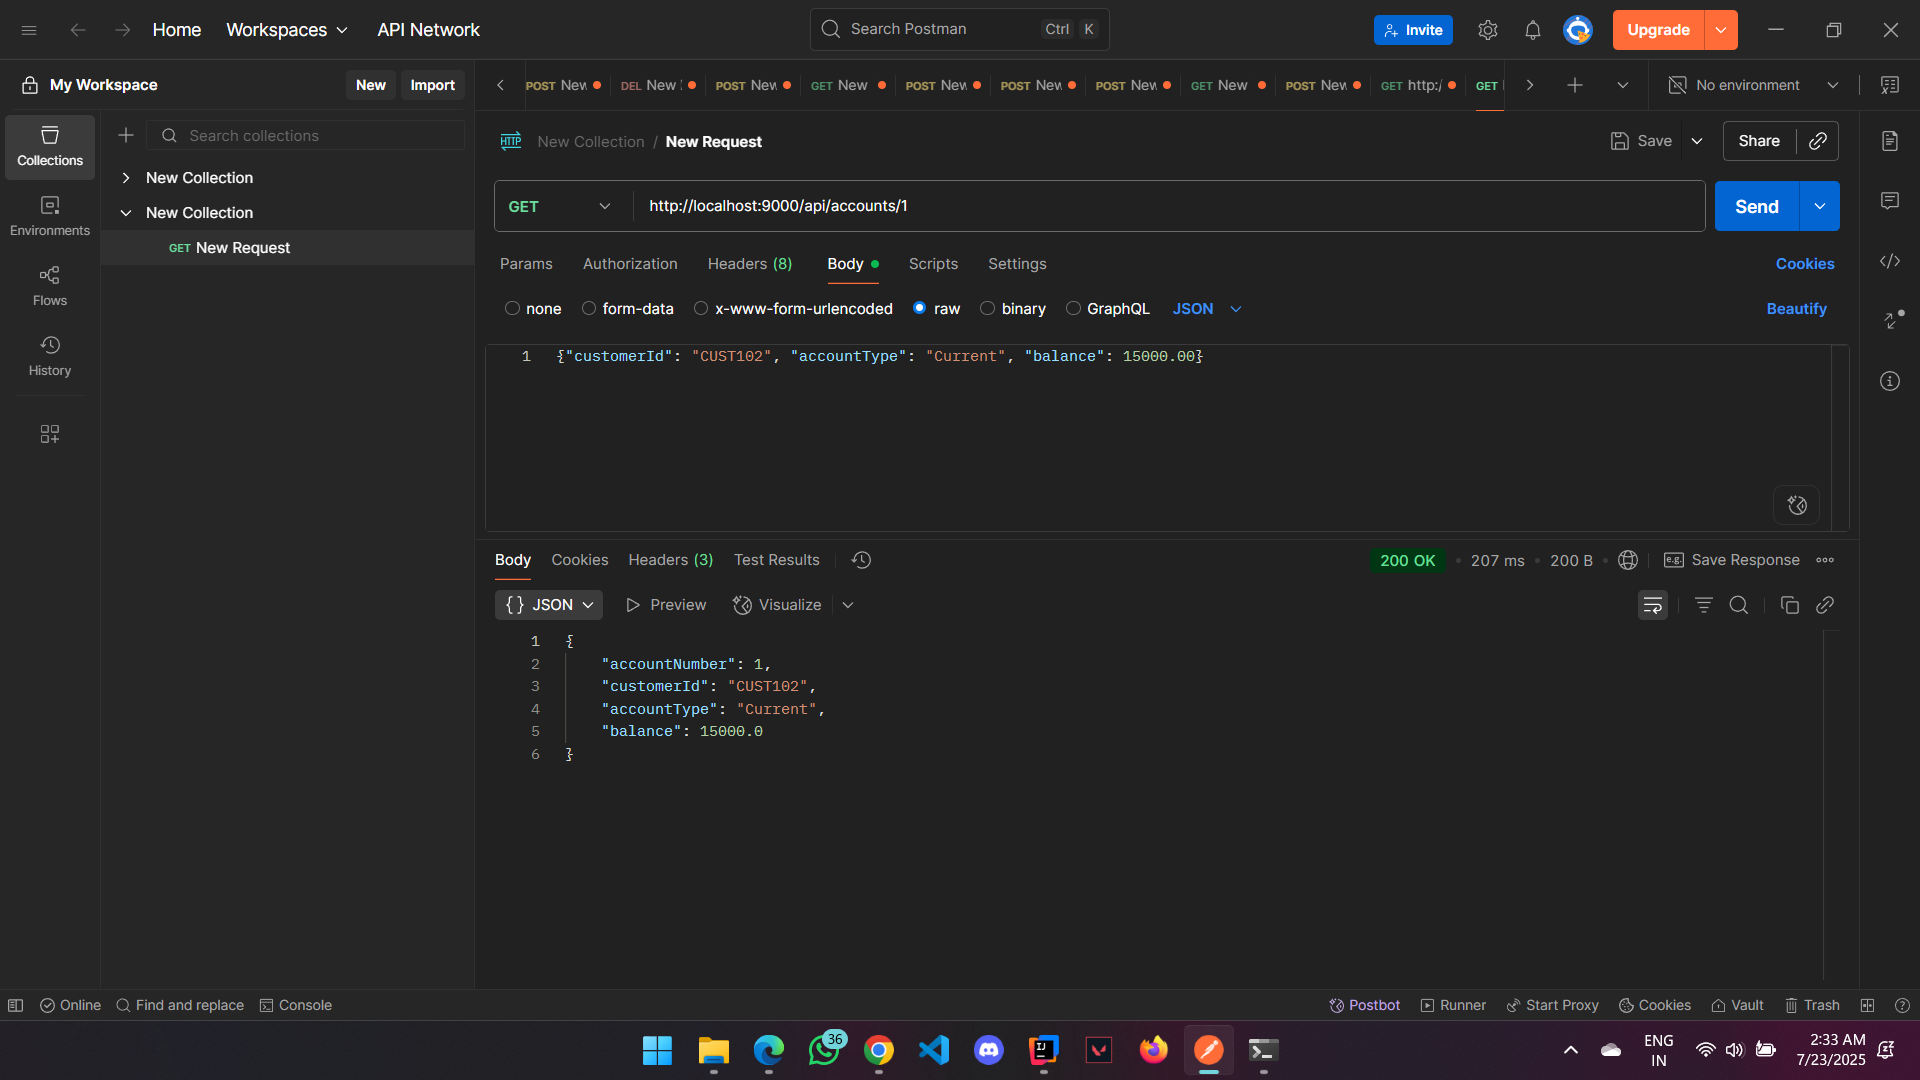 Home Workspaces API Network Search Postman Ctrl K Invite Upgrade
My Workspace New Import POST New DEL New POST New GET New POST New POST New POST New GET New POST New GET http:/ GET No environment
Collections
Environments
Flows
History
Search collections
New Collection
New Collection
GET New Request
HTTP New Collection / New Request Save Share
GET http://localhost:9000/api/accounts/1 Send
Params Authorization Headers (8) Body Scripts Settings Cookies
none form-data x-www-form-urlencoded raw binary GraphQL JSON Beautify
1 {"customerId": "CUST102", "accountType": "Current", "balance": 15000.00}
Body Cookies Headers (3) Test Results 200 OK • 207 ms • 200 B • e.g. Save Response
{} JSON Preview Visualize
1 {
2 "accountNumber": 1,
3 "customerId": "CUST102",
4 "accountType": "Current",
5 "balance": 15000.0
6 }
Online Find and replace Console Postbot Runner Start Proxy Cookies Vault Trash
36 IJ ENG 2:33 AM
IN 7/23/2025